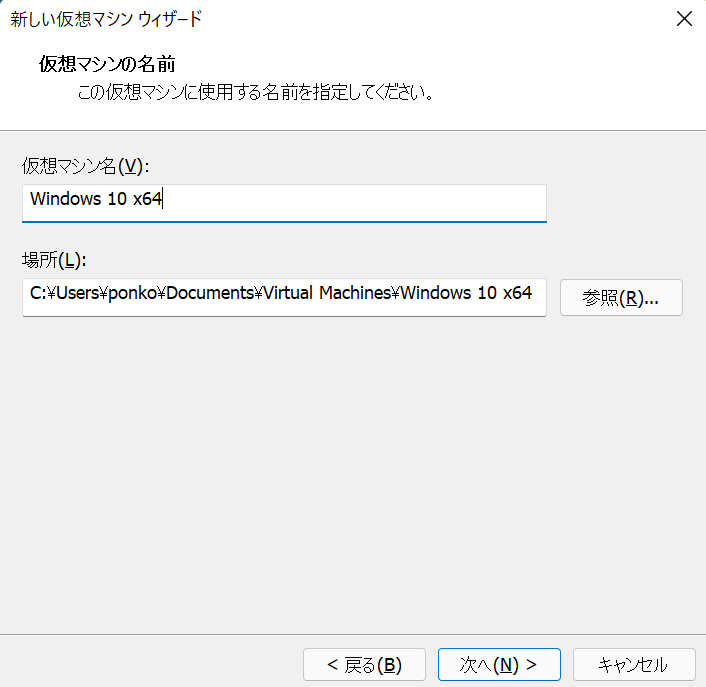 新しい仮想マシン ウィザード
仮想マシンの名前
この仮想マシンに使用する名前を指定してください。
仮想マシン名(V):
Windows 10 x64
場所(L):
C:¥Users¥ponko¥Documents¥Virtual Machines¥Windows 10 x64
参照(R)...
< 戻る(B)
次へ(N) >
キャンセル